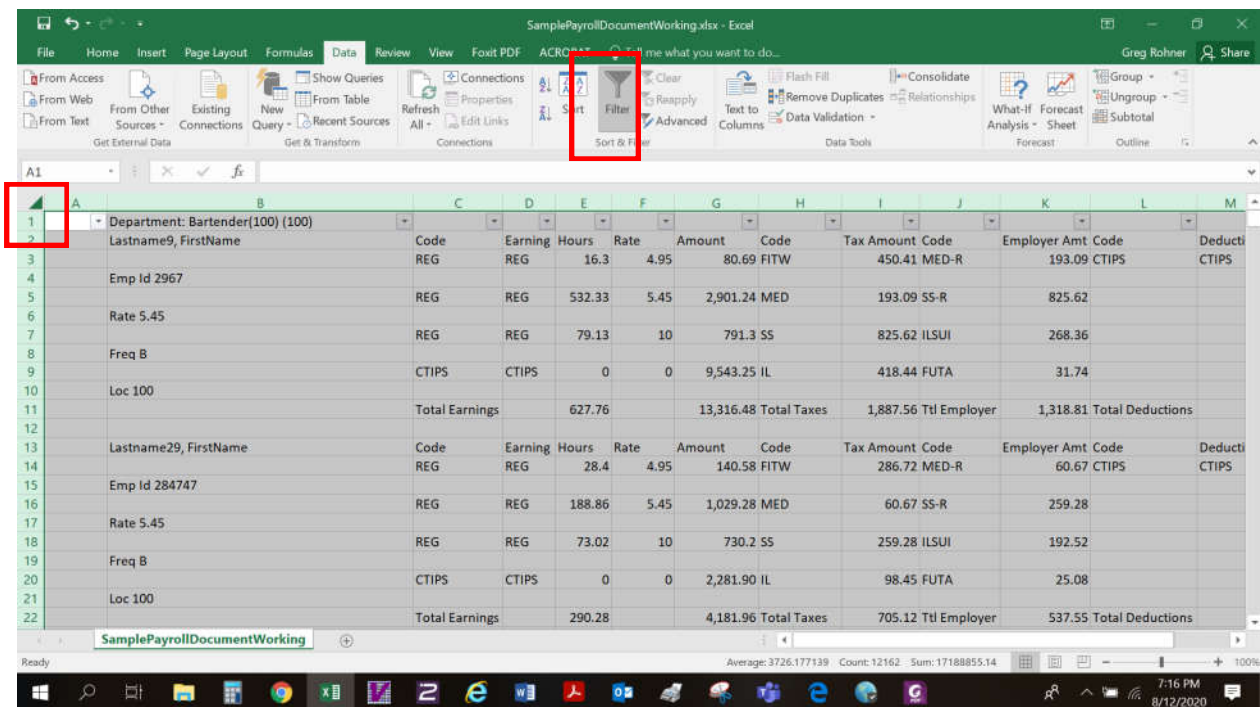 SamplePayrollDocumentWorking.xlsx - Excel
File Home Insert Page Layout Formulas Data Review View Foxit PDF me what you want to do... Greg Rohner Share
From Access
From Web
From Text
From Other Sources
Existing Connections
Get External Data
New Query
Show Queries
From Table
Recent Sources
Get & Transform
Refresh All
Connections
Properties
Edit Links
Connections
Sort
Filter
Clear
Reapply
Advanced
Sort & Filter
Text to Columns
Flash Fill
Remove Duplicates
Data Validation
Consolidate
Relationships
Data Tools
What-If Analysis
Forecast Sheet
Forecast
Group
Ungroup
Subtotal
Outline
A1 fx
A B C D E F G H I J K L M
1 Department: Bartender(100) (100)
2 Lastname9, FirstName Code Earning Hours Rate Amount Code Tax Amount Code Employer Amt Code Deducti
3 REG REG 16.3 4.95 80.69 FITW 450.41 MED-R 193.09 CTIPS CTIPS
4 Emp Id 2967
5 REG REG 532.33 5.45 2,901.24 MED 193.09 SS-R 825.62
6 Rate 5.45
7 REG REG 79.13 10 791.3 SS 825.62 ILSUI 268.36
8 Freq B
9 CTIPS CTIPS 0 0 9,543.25 IL 418.44 FUTA 31.74
10 Loc 100
11 Total Earnings 627.76 13,316.48 Total Taxes 1,887.56 Ttl Employer 1,318.81 Total Deductions
12
13 Lastname29, FirstName Code Earning Hours Rate Amount Code Tax Amount Code Employer Amt Code Deducti
14 REG REG 28.4 4.95 140.58 FITW 286.72 MED-R 60.67 CTIPS CTIPS
15 Emp Id 284747
16 REG REG 188.86 5.45 1,029.28 MED 60.67 SS-R 259.28
17 Rate 5.45
18 REG REG 73.02 10 730.2 SS 259.28 ILSUI 192.52
19 Freq B
20 CTIPS CTIPS 0 0 2,281.90 IL 98.45 FUTA 25.08
21 Loc 100
22 Total Earnings 290.28 4,181.96 Total Taxes 705.12 Ttl Employer 537.55 Total Deductions
SamplePayrollDocumentWorking
Ready Average: 3726.177139 Count: 12162 Sum: 17188855.14 100%
7:16 PM
8/12/2020